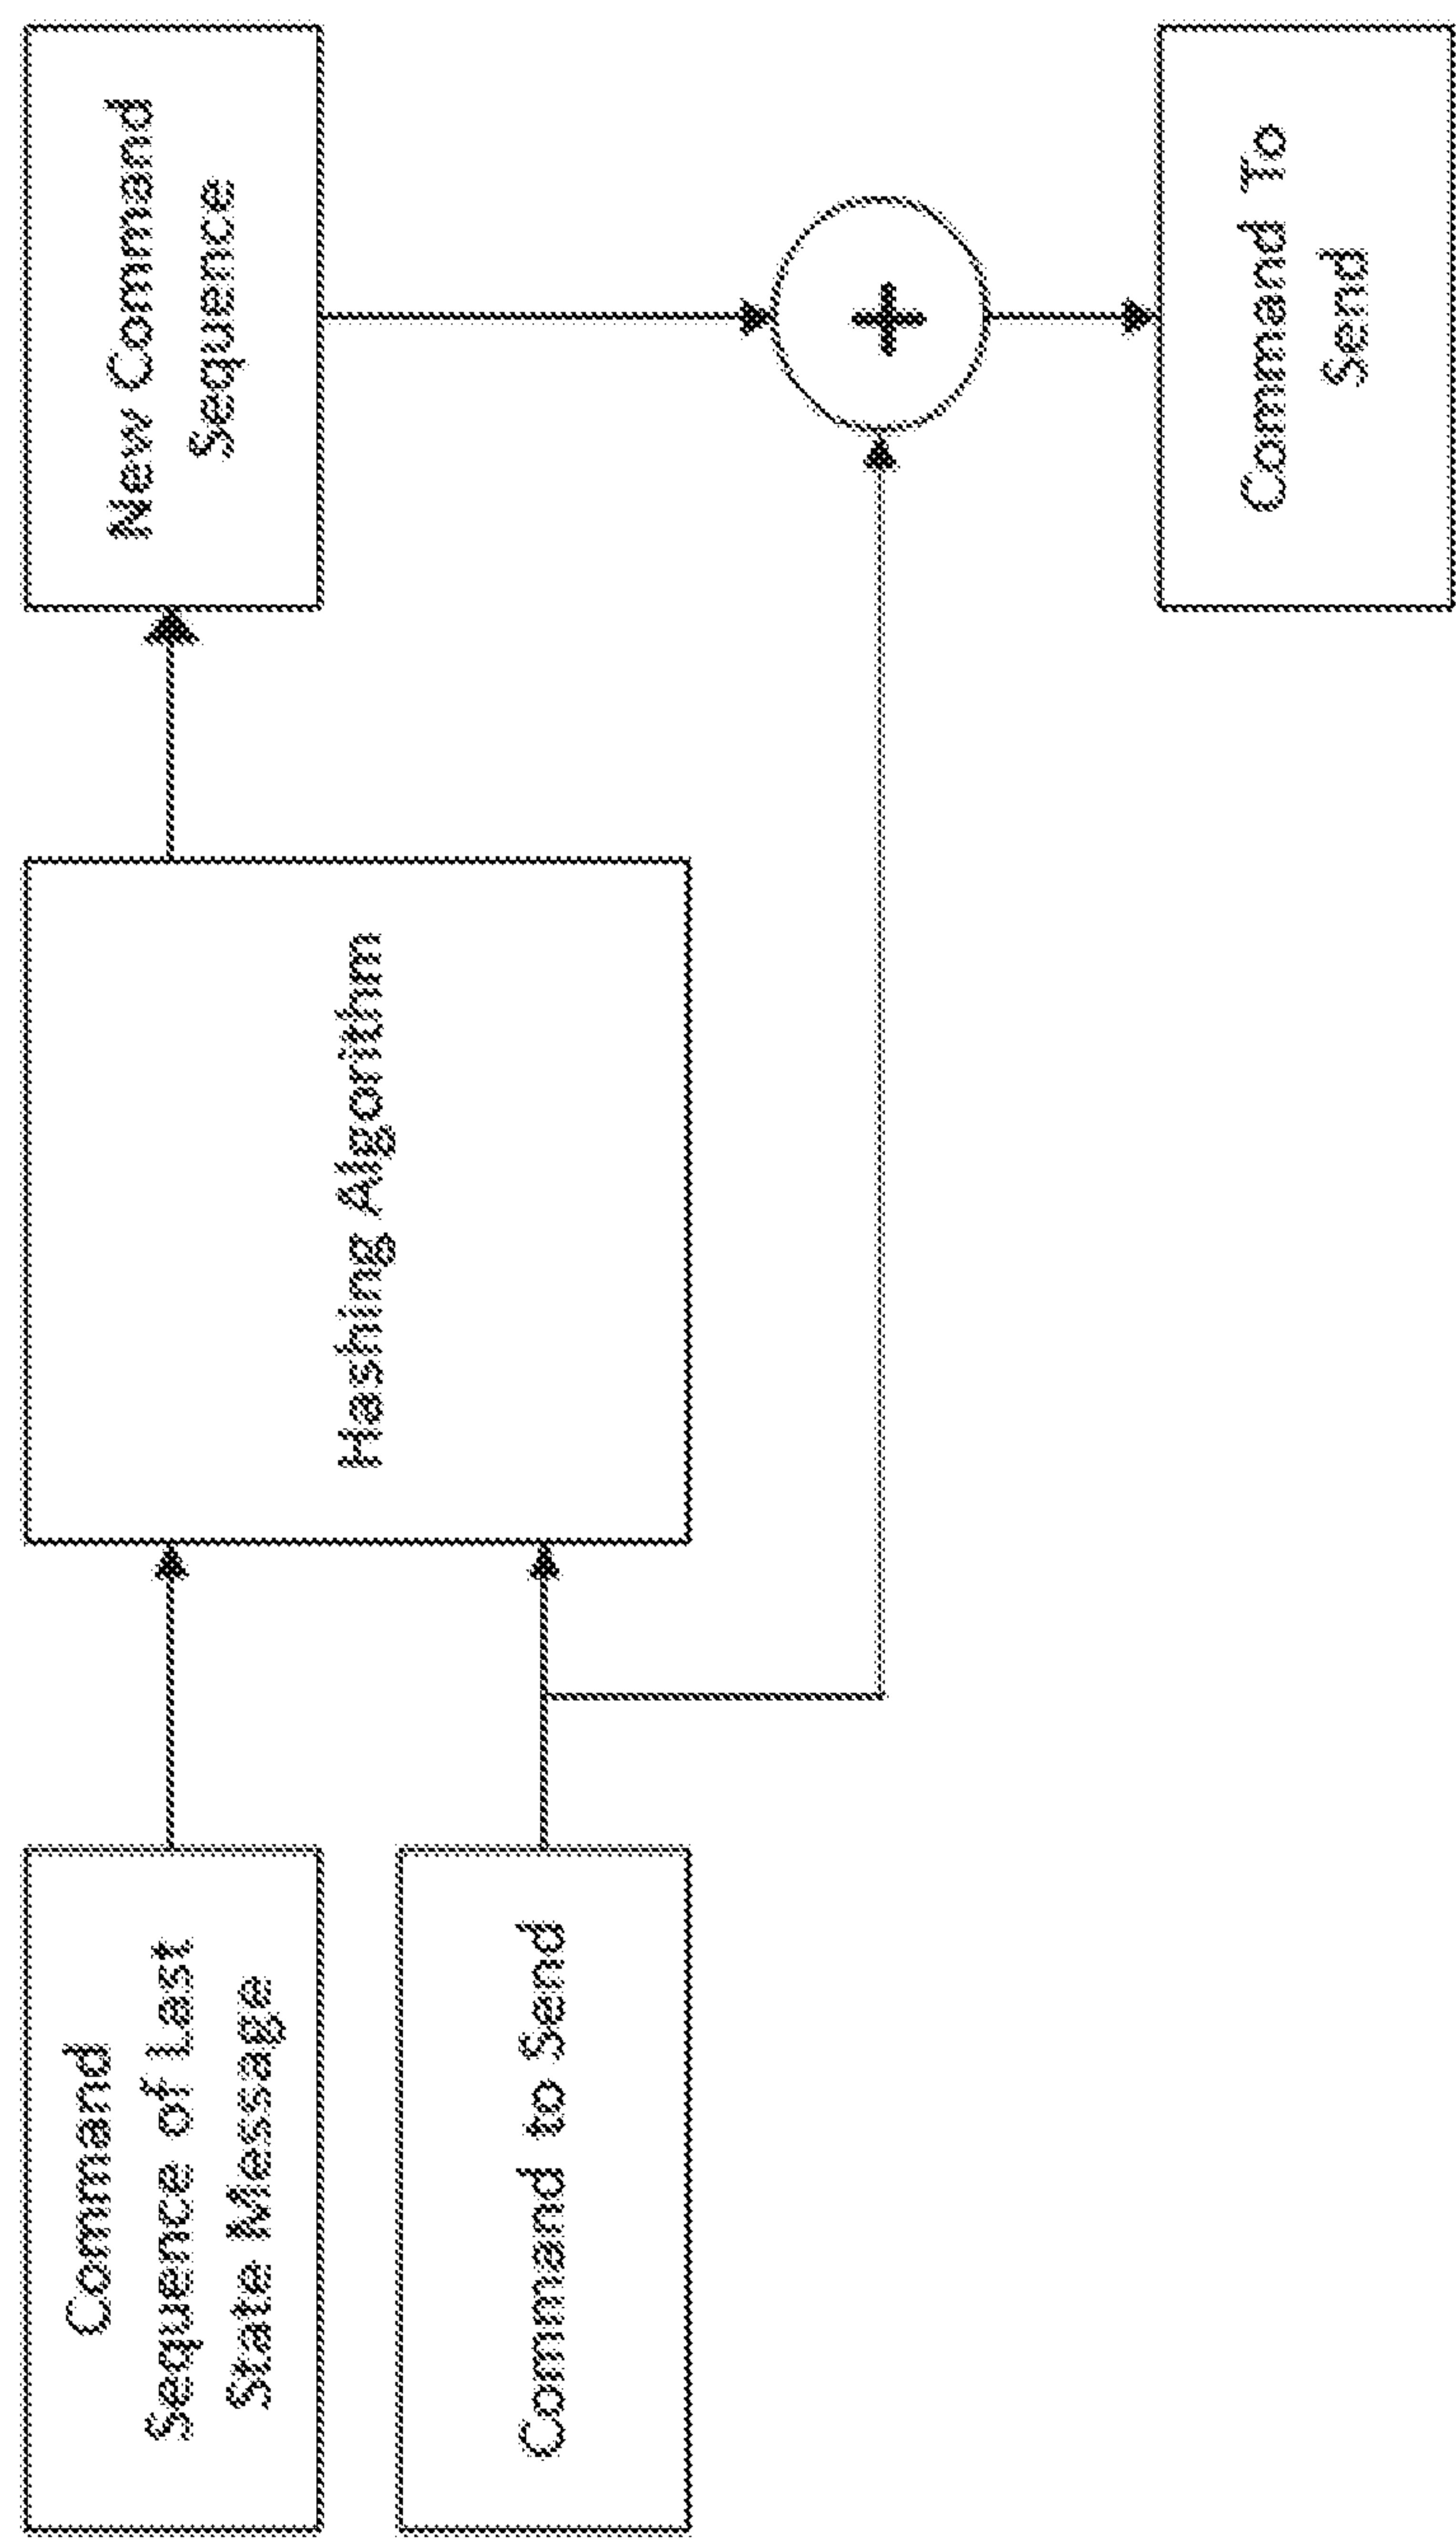 Command
Sequence of Last
State Message
Command to Send
Hashing Algorithm
New Command
Sequence
+
Command To
Send